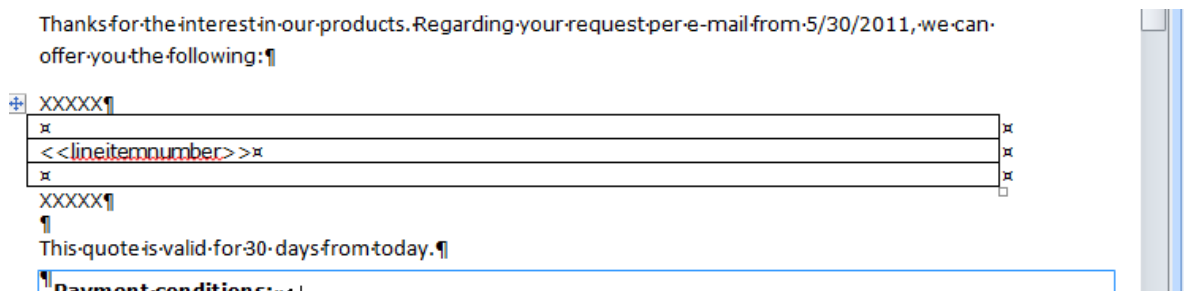 Thanks for the interest in our products. Regarding your request per e-mail from 5/30/2011, we can
offer you the following:¶
XXXXX¶
¤ ¤
<<lineitemnumber>>¤ ¤
¤ ¤
XXXXX¶
¶
This quote is valid for 30 days from today.¶
¶
Payment conditions: